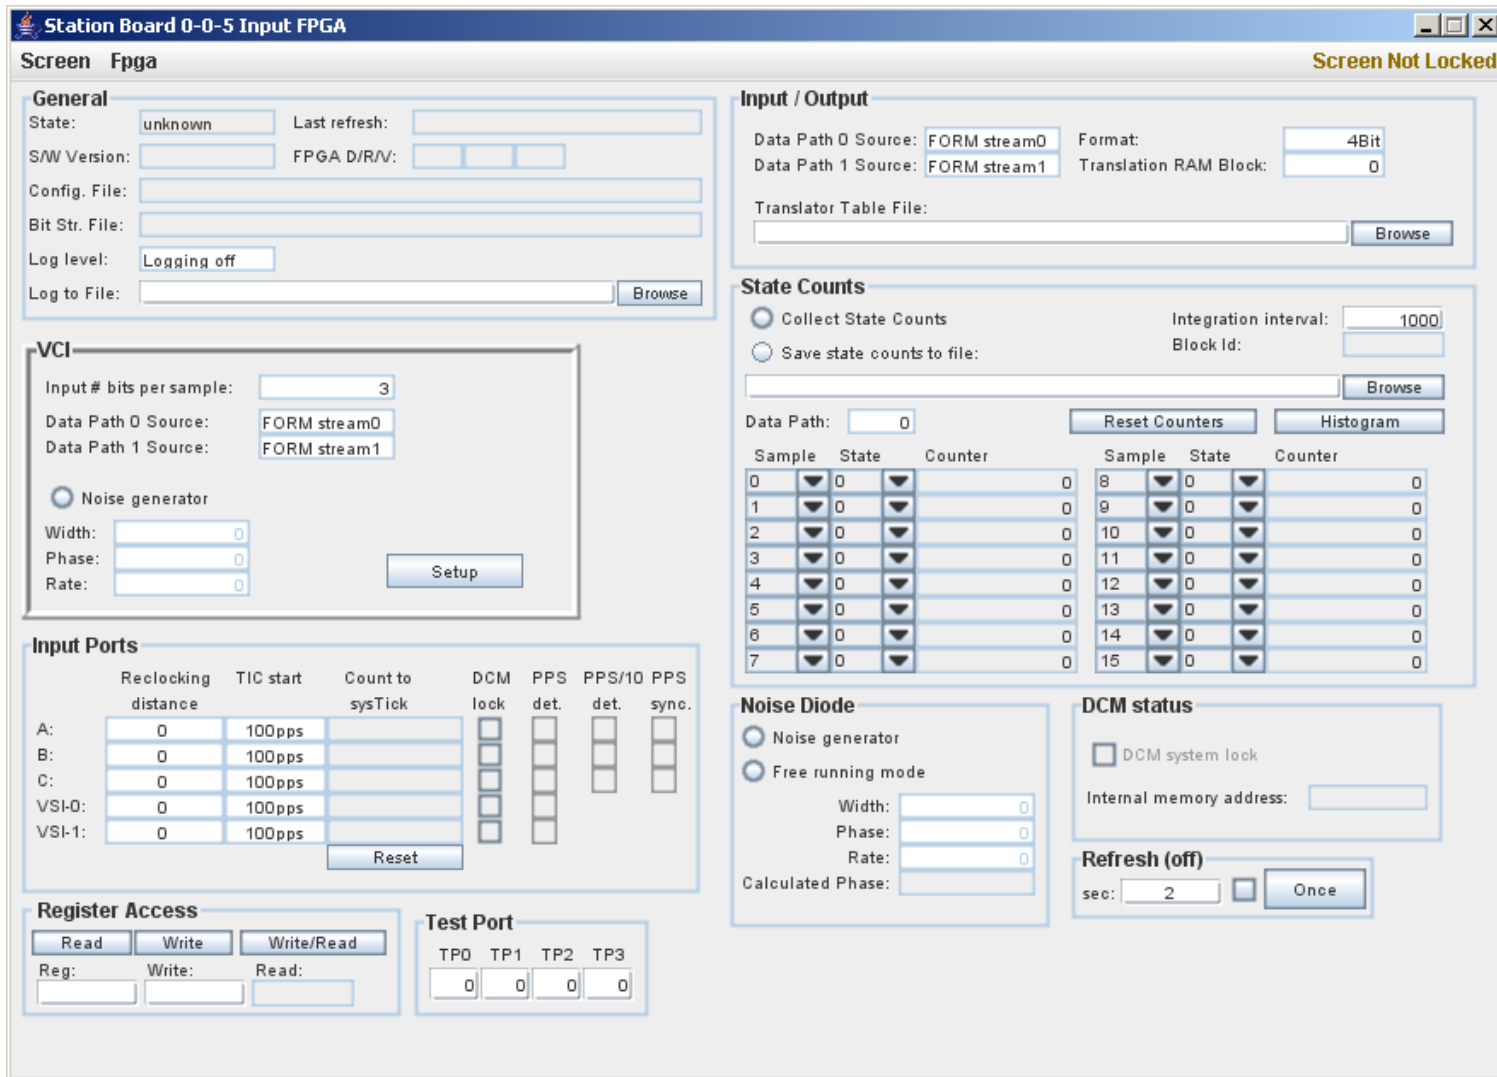 Station Board 0-0-5 Input FPGA
Screen Fpga
Screen Not Locked
General
State: unknown Last refresh:
S/W Version: FPGA D/R/V:
Config. File:
Bit Str. File:
Log level: Logging off
Log to File: Browse
VCI
Input # bits per sample: 3
Data Path 0 Source: FORM stream0
Data Path 1 Source: FORM stream1
Noise generator
Width: 0
Phase: 0
Rate: 0
Setup
Input Ports
Reclocking TIC start Count to DCM PPS PPS/10 PPS
distance sysTick lock det. det. sync.
A: 0 100pps
B: 0 100pps
C: 0 100pps
VSI-0: 0 100pps
VSI-1: 0 100pps
Reset
Register Access
Read Write Write/Read
Reg: Write: Read:
Test Port
TP0 TP1 TP2 TP3
0 0 0 0
Input / Output
Data Path 0 Source: FORM stream0 Format: 4Bit
Data Path 1 Source: FORM stream1 Translation RAM Block: 0
Translator Table File:
Browse
State Counts
Collect State Counts Integration interval: 1000
Save state counts to file: Block Id:
Browse
Data Path: 0 Reset Counters Histogram
Sample State Counter Sample State Counter
0 0 0 8 0 0
1 0 0 9 0 0
2 0 0 10 0 0
3 0 0 11 0 0
4 0 0 12 0 0
5 0 0 13 0 0
6 0 0 14 0 0
7 0 0 15 0 0
Noise Diode
Noise generator
Free running mode
Width: 0
Phase: 0
Rate: 0
Calculated Phase:
DCM status
DCM system lock
Internal memory address:
Refresh (off)
sec: 2 Once